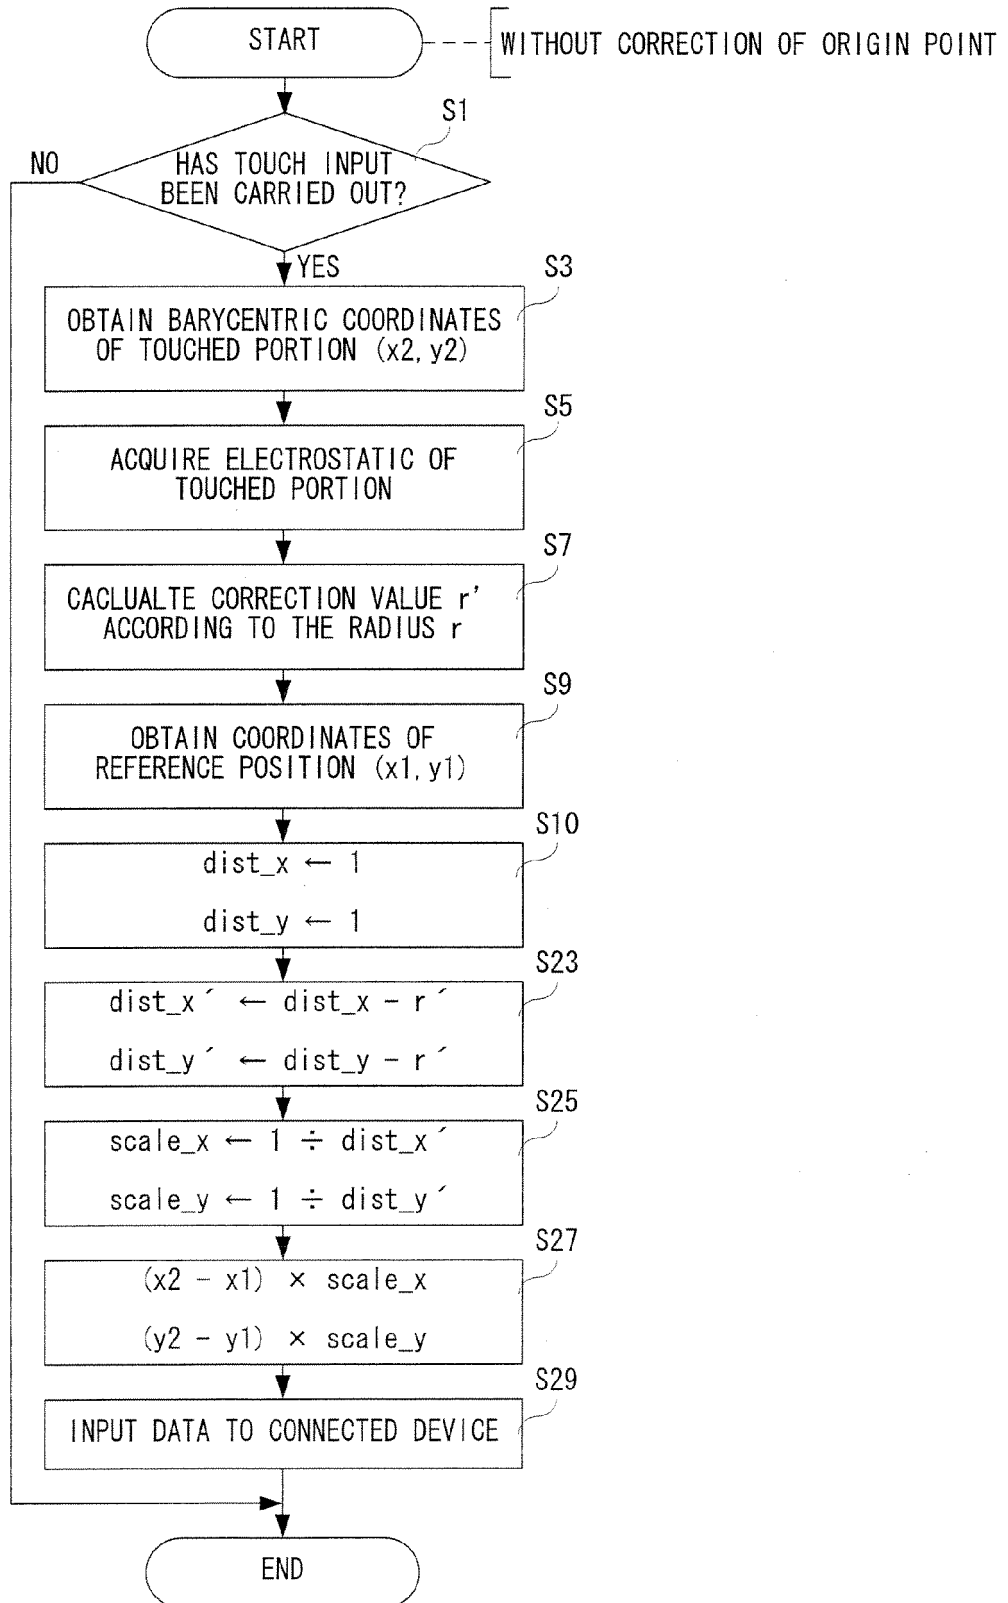 START
WITHOUT CORRECTION OF ORIGIN POINT
S1
NO
HAS TOUCH INPUT
BEEN CARRIED OUT?
YES
S3
OBTAIN BARYCENTRIC COORDINATES
OF TOUCHED PORTION (x2, y2)
S5
ACQUIRE ELECTROSTATIC OF
TOUCHED PORTION
S7
CACLUALTE CORRECTION VALUE r'
ACCORDING TO THE RADIUS r
S9
OBTAIN COORDINATES OF
REFERENCE POSITION (x1, y1)
S10
dist_x ← 1
dist_y ← 1
S23
dist_x´ ← dist_x - r´
dist_y´ ← dist_y - r´
S25
scale_x ← 1 ÷ dist_x´
scale_y ← 1 ÷ dist_y´
S27
(x2 - x1) × scale_x
(y2 - y1) × scale_y
S29
INPUT DATA TO CONNECTED DEVICE
END